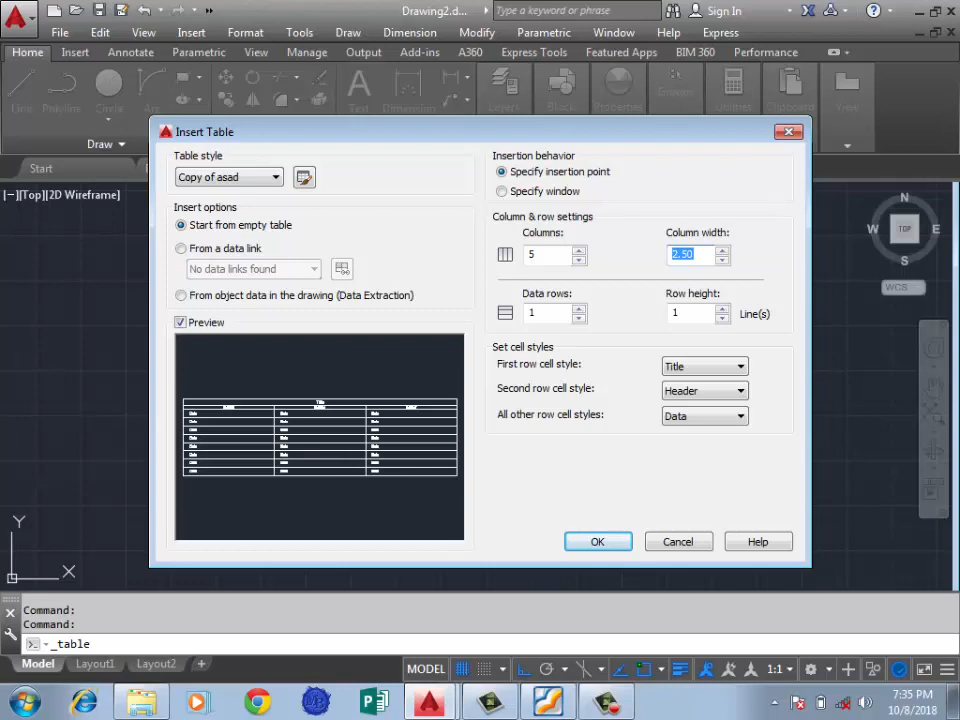 Drawing2.d...
Type a keyword or phrase
Sign In
File Edit View Insert Format Tools Draw Dimension Modify Parametric Window Help Express
Home Insert Annotate Parametric View Manage Output Add-ins A360 Express Tools Featured Apps BIM 360 Performance
Line Polyline Circle Arc Text Dimension Layers Block Properties Groups Utilities Clipboard View
Draw
Start
[−][Top][2D Wireframe]
Insert Table
Table style
Copy of asad
Insert options
Start from empty table
From a data link
No data links found
From object data in the drawing (Data Extraction)
Preview
Title
Insertion behavior
Specify insertion point
Specify window
Column & row settings
Columns: Column width:
5 2.50
Data rows: Row height:
1 1 Line(s)
Set cell styles
First row cell style: Title
Second row cell style: Header
All other row cell styles: Data
OK Cancel Help
N
W TOP E
S
WCS
Y
X
Command:
Command:
_table
Model Layout1 Layout2 +
MODEL 1:1
7:35 PM
10/8/2018